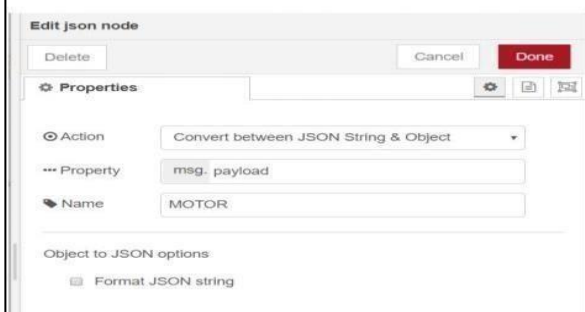 Edit json node
Delete Cancel Done
Properties
Action Convert between JSON String & Object
Property msg. payload
Name MOTOR
Object to JSON options
Format JSON string